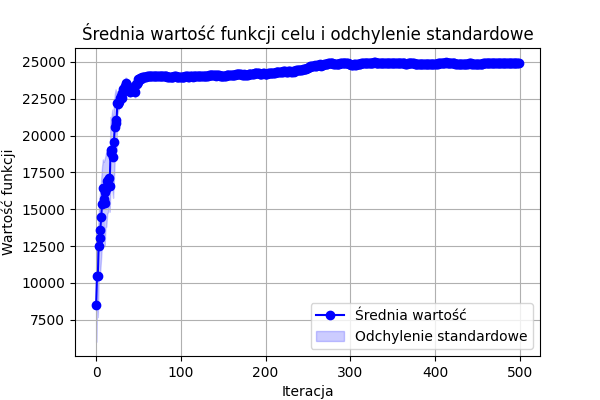 Średnia wartość funkcji celu i odchylenie standardowe
25000
22500
20000
17500
15000
12500
10000
7500
Wartość funkcji
0 100 200 300 400 500
Iteracja
Średnia wartość
Odchylenie standardowe